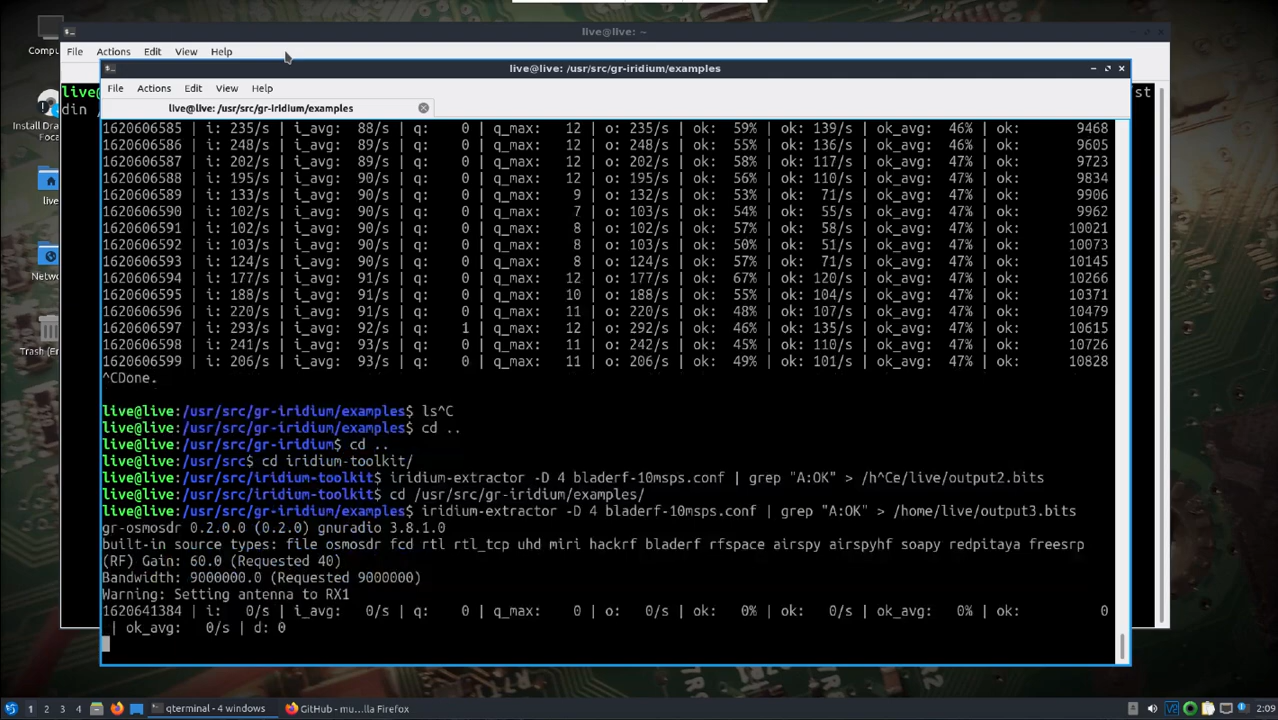 Compu
live@live: ~
File Actions Edit View Help
live@
st
din
Install Dra
Foca
live
Netwo
Trash (En
live@live: /usr/src/gr-iridium/examples
File Actions Edit View Help
live@live: /usr/src/gr-iridium/examples
1620606585 | i: 235/s | i_avg:  88/s | q:    0 | q_max:   12 | o: 235/s | ok:  59% | ok: 139/s | ok_avg:  46% | ok:       9468
1620606586 | i: 248/s | i_avg:  89/s | q:    0 | q_max:   12 | o: 248/s | ok:  55% | ok: 136/s | ok_avg:  46% | ok:       9605
1620606587 | i: 202/s | i_avg:  89/s | q:    0 | q_max:   12 | o: 202/s | ok:  58% | ok: 117/s | ok_avg:  47% | ok:       9723
1620606588 | i: 195/s | i_avg:  90/s | q:    0 | q_max:   12 | o: 195/s | ok:  56% | ok: 110/s | ok_avg:  47% | ok:       9834
1620606589 | i: 133/s | i_avg:  90/s | q:    0 | q_max:    9 | o: 132/s | ok:  53% | ok:  71/s | ok_avg:  47% | ok:       9906
1620606590 | i: 102/s | i_avg:  90/s | q:    0 | q_max:    7 | o: 103/s | ok:  54% | ok:  55/s | ok_avg:  47% | ok:       9962
1620606591 | i: 102/s | i_avg:  90/s | q:    0 | q_max:    8 | o: 102/s | ok:  57% | ok:  58/s | ok_avg:  47% | ok:      10021
1620606592 | i: 103/s | i_avg:  90/s | q:    0 | q_max:    8 | o: 103/s | ok:  50% | ok:  51/s | ok_avg:  47% | ok:      10073
1620606593 | i: 124/s | i_avg:  90/s | q:    0 | q_max:    8 | o: 124/s | ok:  57% | ok:  71/s | ok_avg:  47% | ok:      10145
1620606594 | i: 177/s | i_avg:  91/s | q:    0 | q_max:   12 | o: 177/s | ok:  67% | ok: 120/s | ok_avg:  47% | ok:      10266
1620606595 | i: 188/s | i_avg:  91/s | q:    0 | q_max:   10 | o: 188/s | ok:  55% | ok: 104/s | ok_avg:  47% | ok:      10371
1620606596 | i: 220/s | i_avg:  91/s | q:    0 | q_max:   11 | o: 220/s | ok:  48% | ok: 107/s | ok_avg:  47% | ok:      10479
1620606597 | i: 293/s | i_avg:  92/s | q:    1 | q_max:   12 | o: 292/s | ok:  46% | ok: 135/s | ok_avg:  47% | ok:      10615
1620606598 | i: 241/s | i_avg:  93/s | q:    0 | q_max:   11 | o: 242/s | ok:  45% | ok: 110/s | ok_avg:  47% | ok:      10726
1620606599 | i: 206/s | i_avg:  93/s | q:    0 | q_max:   11 | o: 206/s | ok:  49% | ok: 101/s | ok_avg:  47% | ok:      10828
^CDone.
live@live:/usr/src/gr-iridium/examples$ ls^C
live@live:/usr/src/gr-iridium/examples$ cd ..
live@live:/usr/src/gr-iridium$ cd ..
live@live:/usr/src$ cd iridium-toolkit/
live@live:/usr/src/iridium-toolkit$ iridium-extractor -D 4 bladerf-10msps.conf | grep "A:OK" > /h^Ce/live/output2.bits
live@live:/usr/src/iridium-toolkit$ cd /usr/src/gr-iridium/examples/
live@live:/usr/src/gr-iridium/examples$ iridium-extractor -D 4 bladerf-10msps.conf | grep "A:OK" > /home/live/output3.bits
gr-osmosdr 0.2.0.0 (0.2.0) gnuradio 3.8.1.0
built-in source types: file osmosdr fcd rtl rtl_tcp uhd miri hackrf bladerf rfspace airspy airspyhf soapy redpitaya freesrp
(RF) Gain: 60.0 (Requested 40)
Bandwidth: 9000000.0 (Requested 9000000)
Warning: Setting antenna to RX1
1620641384 | i:   0/s | i_avg:   0/s | q:    0 | q_max:    0 | o:   0/s | ok:   0% | ok:   0/s | ok_avg:   0% | ok:          0
 | ok_avg:   0/s | d: 0
1 2 3 4 qterminal - 4 windows GitHub - mu...lla Firefox 2:09